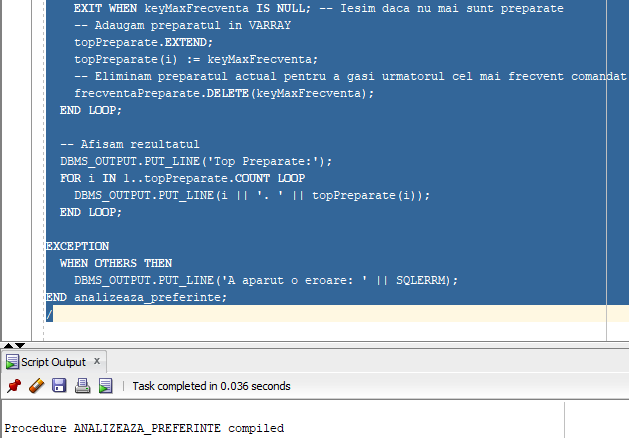 EXIT WHEN keyMaxFrecventa IS NULL; -- Iesim daca nu mai sunt preparate
-- Adaugam preparatul in VARRAY
topPreparate.EXTEND;
topPreparate(i) := keyMaxFrecventa;
-- Eliminam preparatul actual pentru a gasi urmatorul cel mai frecvent comandat
frecventaPreparate.DELETE(keyMaxFrecventa);
END LOOP;
-- Afisam rezultatul
DBMS_OUTPUT.PUT_LINE('Top Preparate:');
FOR i IN 1..topPreparate.COUNT LOOP
DBMS_OUTPUT.PUT_LINE(i || '. ' || topPreparate(i));
END LOOP;
EXCEPTION
WHEN OTHERS THEN
DBMS_OUTPUT.PUT_LINE('A aparut o eroare: ' || SQLERRM);
END analizeaza_preferinte;
/
Script Output x
Task completed in 0.036 seconds
Procedure ANALIZEAZA_PREFERINTE compiled